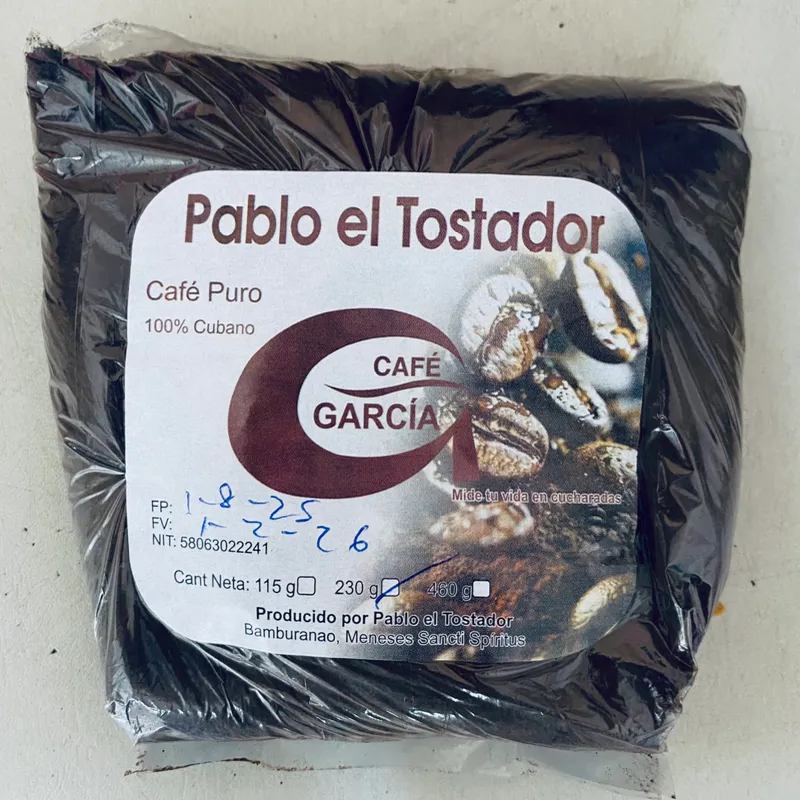 Pablo el Tostador
Café Puro
100% Cubano
CAFÉ
GARCÍA
Mide tu vida en cucharadas
FP: 1-8-25
FV: 1-2-26
NIT: 58063022241
Cant Neta: 115 g 230 g 460 g
Producido por Pablo el Tostador
Bamburanao, Meneses Sancti Spíritus